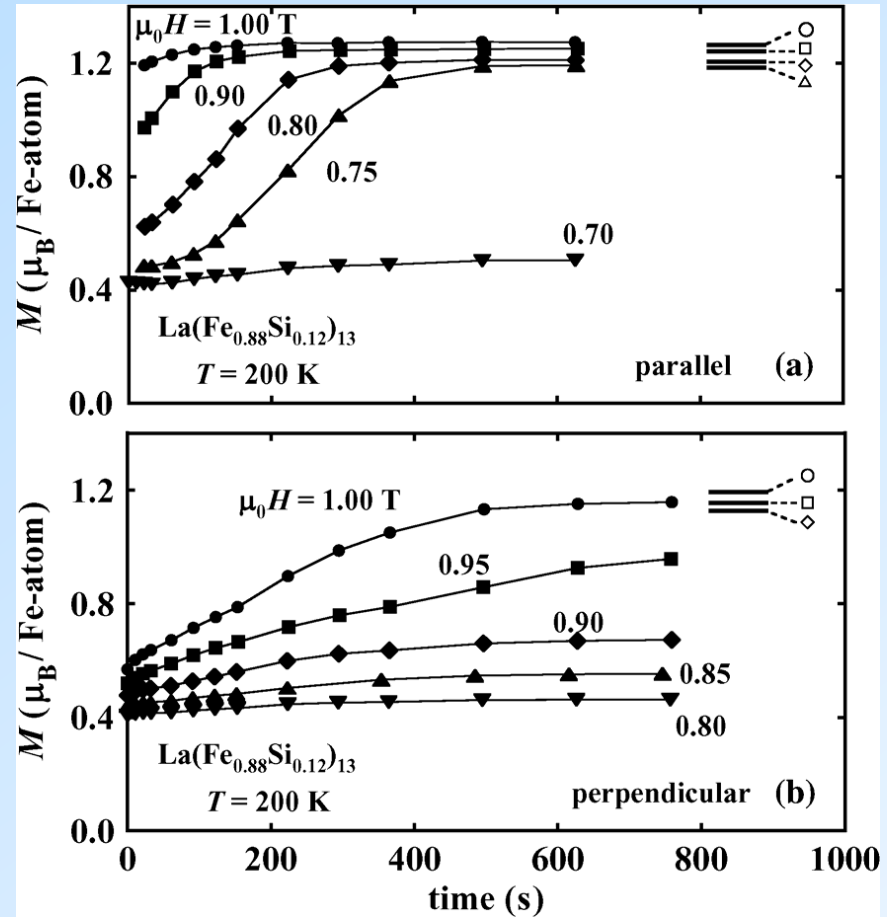 μ₀H = 1.00 T
0.90
0.80
0.75
0.70
1.2
0.8
0.4
0.0
M (μ_B / Fe-atom)
La(Fe₀.₈₈Si₀.₁₂)₁₃
T = 200 K
parallel (a)
μ₀H = 1.00 T
0.95
0.90
0.85
0.80
1.2
0.8
0.4
0.0
M (μ_B / Fe-atom)
La(Fe₀.₈₈Si₀.₁₂)₁₃
T = 200 K
perpendicular (b)
0 200 400 600 800 1000
time (s)